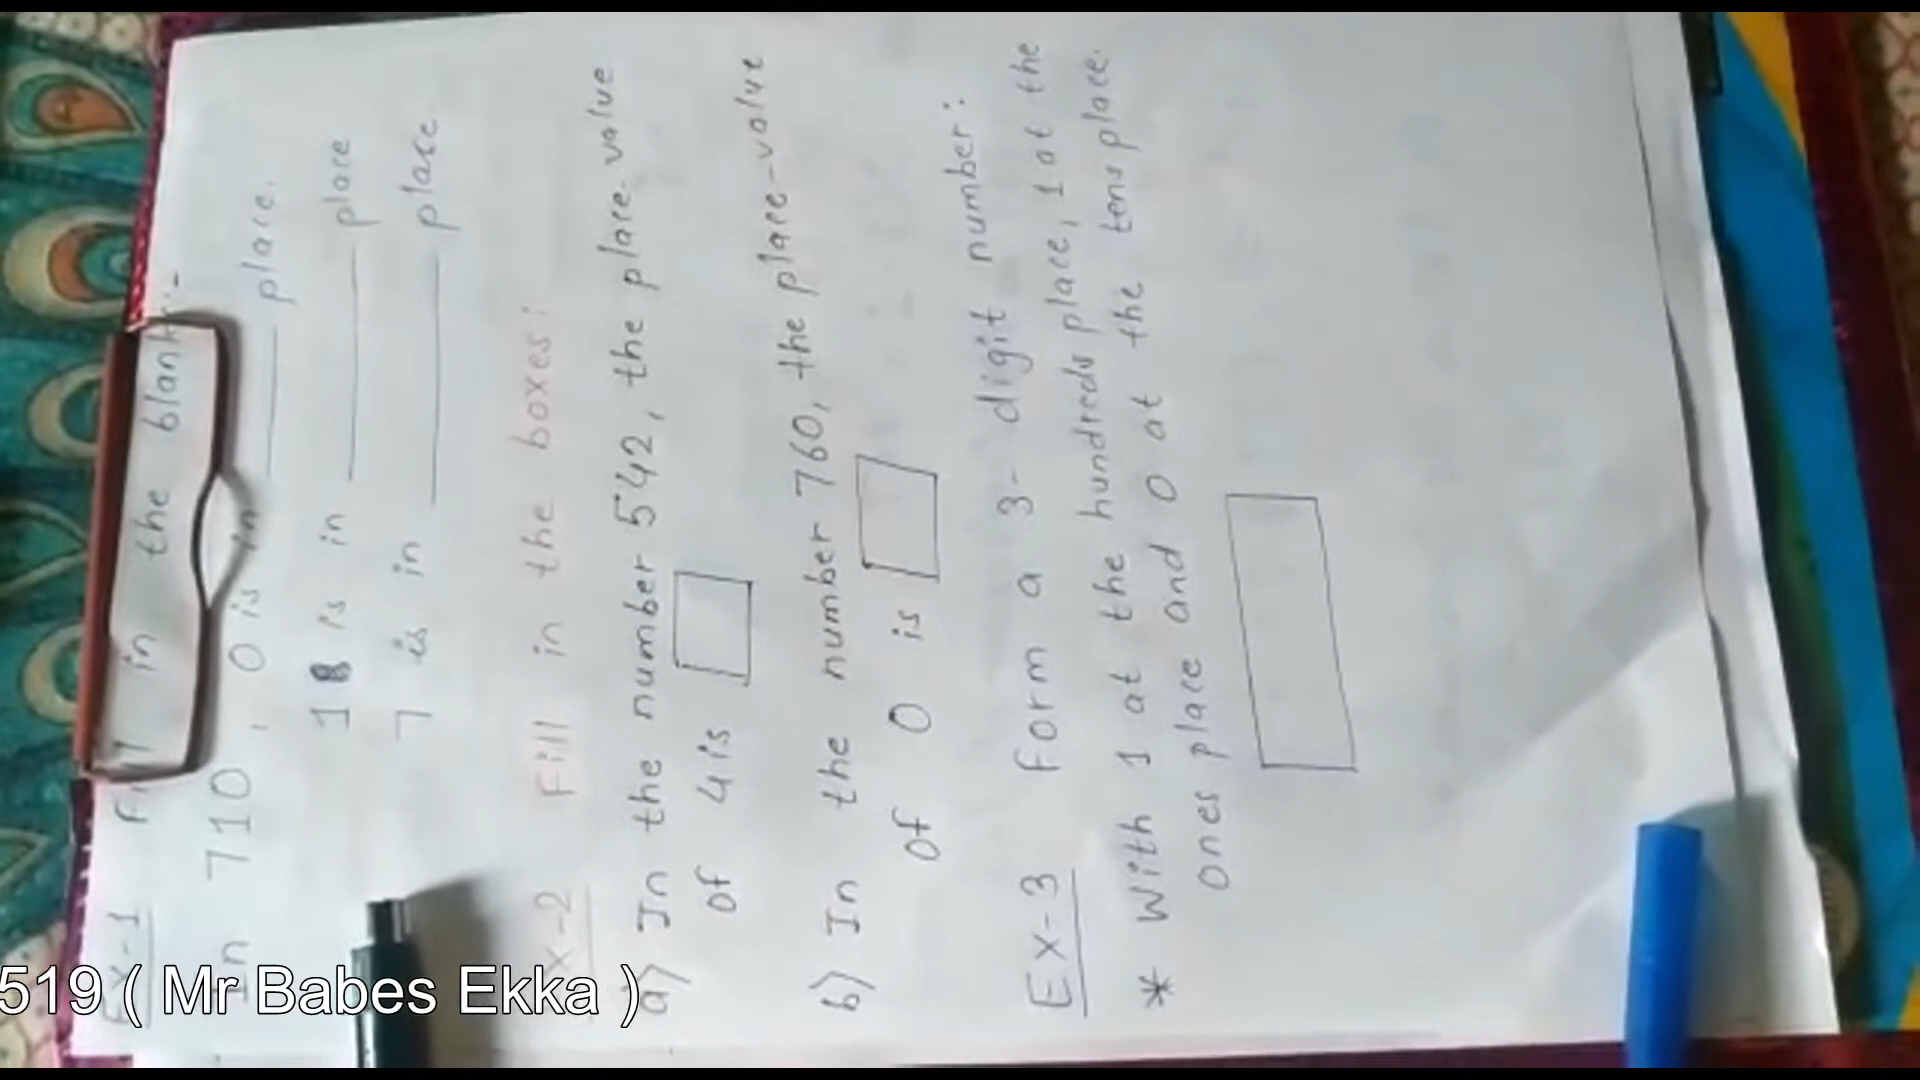 Ex-1 Fill in the blank:-
In 710, 0 is in ______ place.
1 is in ______ place
7 is in ______ place.
Ex-2 Fill in the boxes:
a) In the number 542, the place-value
of 4 is
b) In the number 760, the place-value
of 0 is
Ex-3 Form a 3-digit number:
* With 1 at the hundreds place, 1 at the
ones place and 0 at the tens place.
519 ( Mr Babes Ekka )